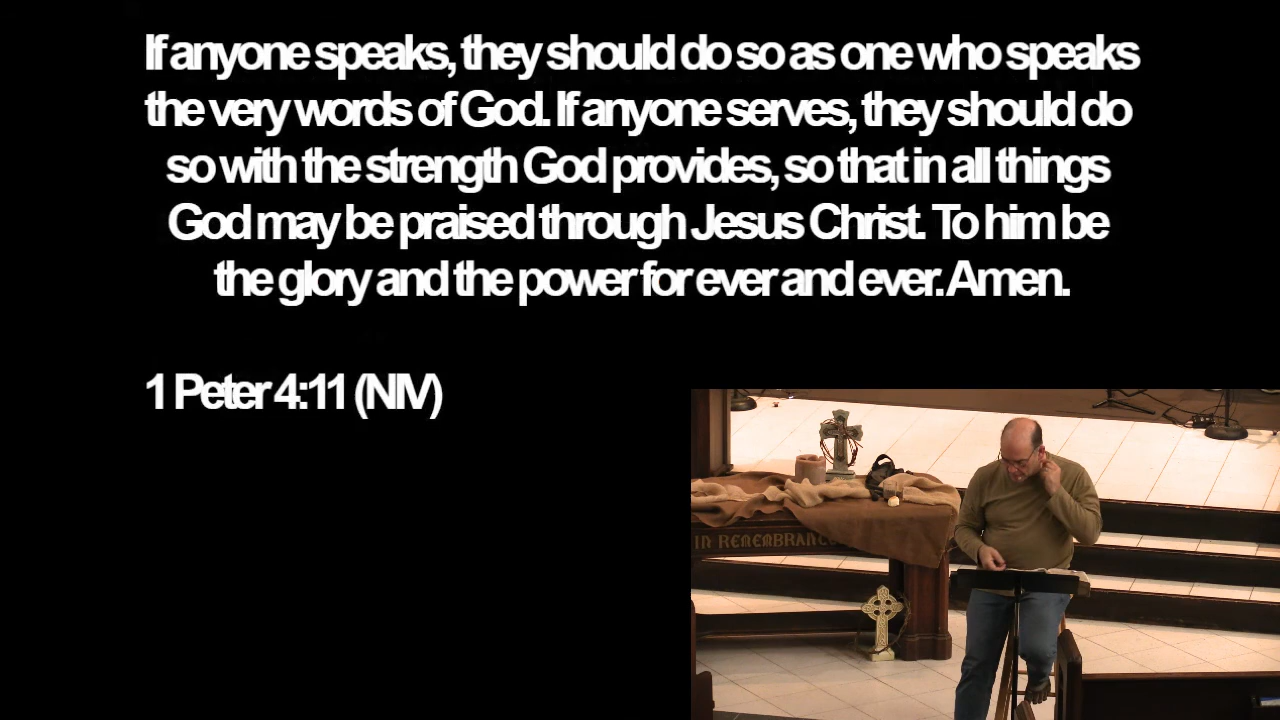 If anyone speaks, they should do so as one who speaks
the very words of God. If anyone serves, they should do
so with the strength God provides, so that in all things
God may be praised through Jesus Christ. To him be
the glory and the power for ever and ever. Amen.
1 Peter 4:11 (NIV)
IN REMEMBRANCE